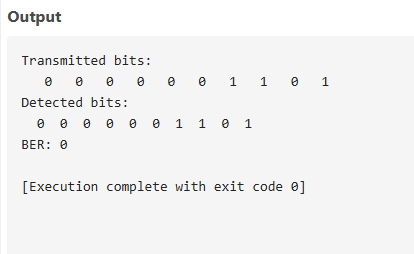 Output
Transmitted bits:
0 0 0 0 0 0 1 1 0 1
Detected bits:
0 0 0 0 0 0 1 1 0 1
BER: 0
[Execution complete with exit code 0]